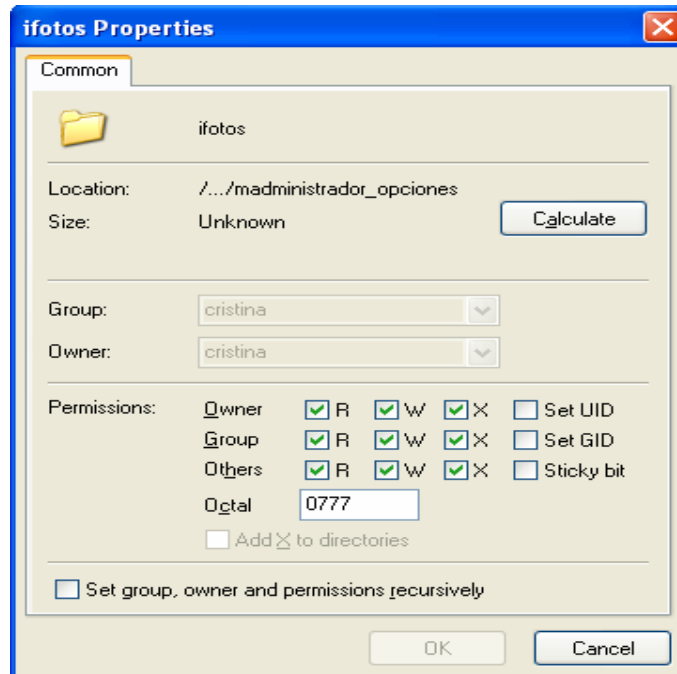 ifotos Properties
Common
ifotos
Location: /.../madministrador_opciones
Size: Unknown Calculate
Group: cristina
Owner: cristina
Permissions: Owner R W X Set UID
Group R W X Set GID
Others R W X Sticky bit
Octal 0777
Add X to directories
Set group, owner and permissions recursively
OK Cancel